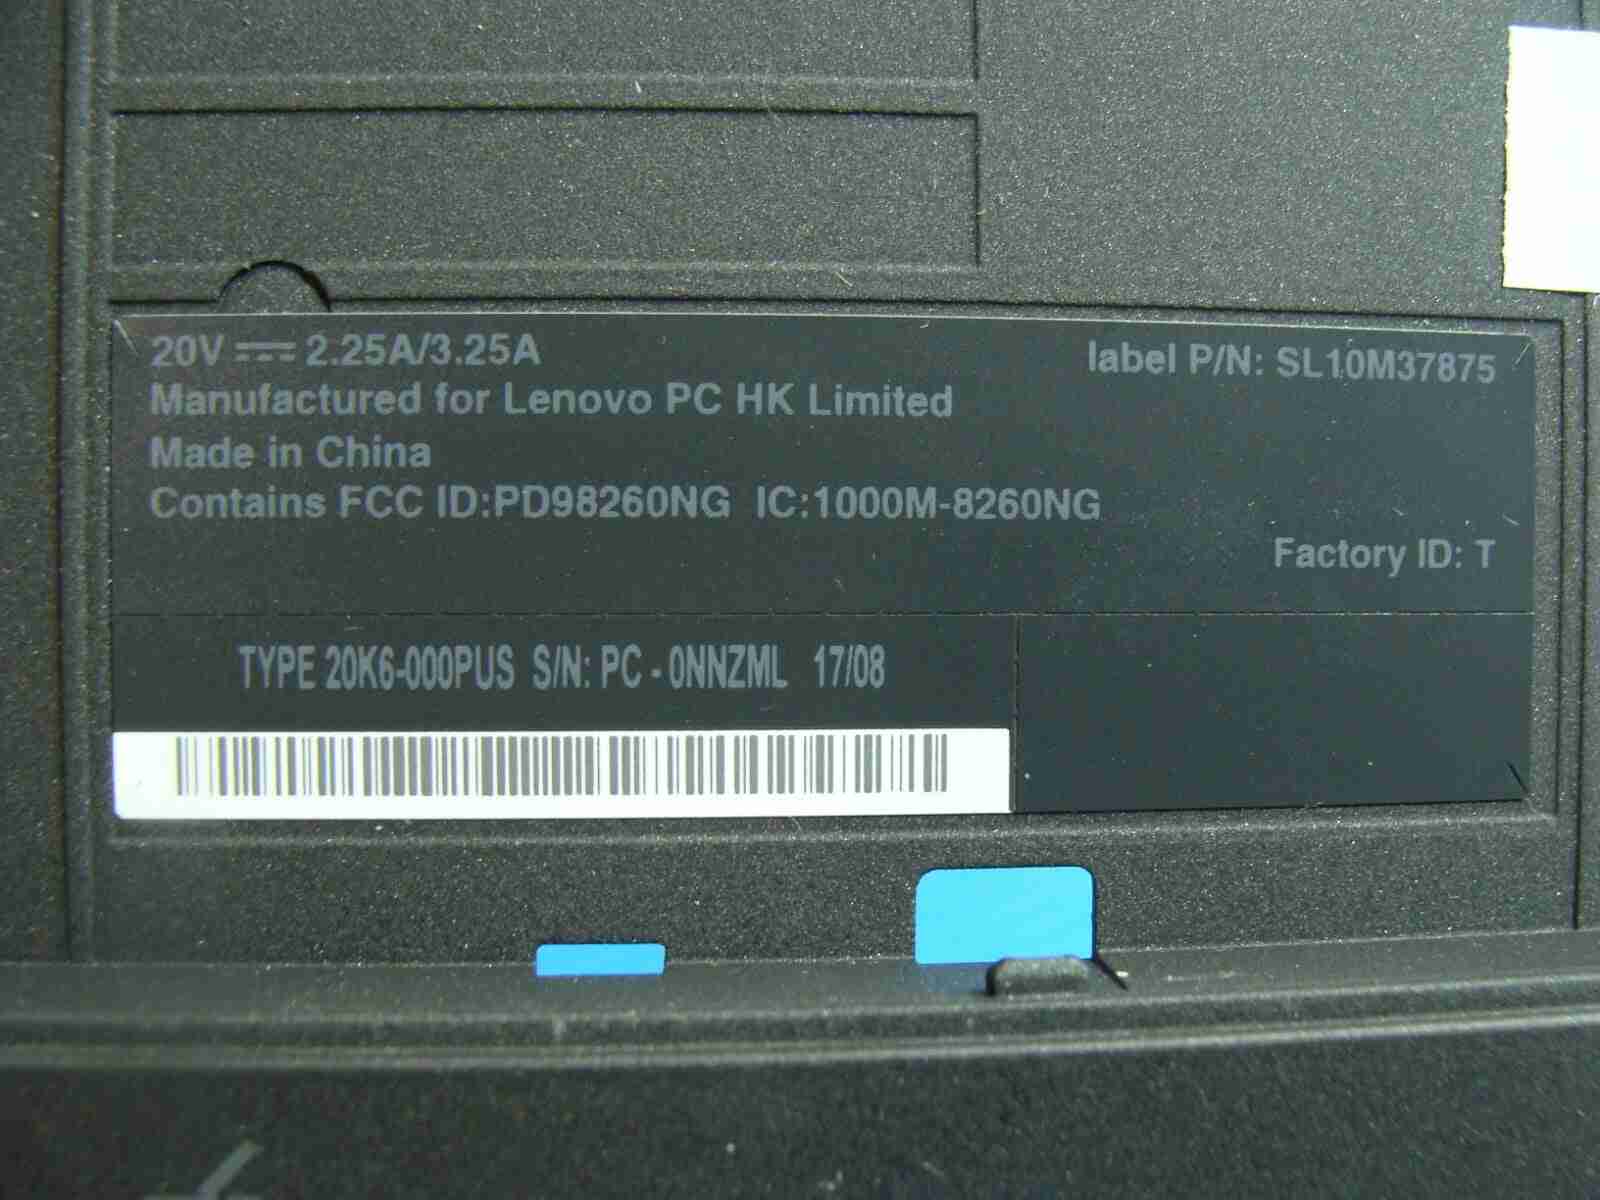 20V ⎓ 2.25A/3.25A
label P/N: SL10M37875
Manufactured for Lenovo PC HK Limited
Made in China
Contains FCC ID:PD98260NG IC:1000M-8260NG
Factory ID: T
TYPE 20K6-000PUS S/N: PC - 0NNZML 17/08